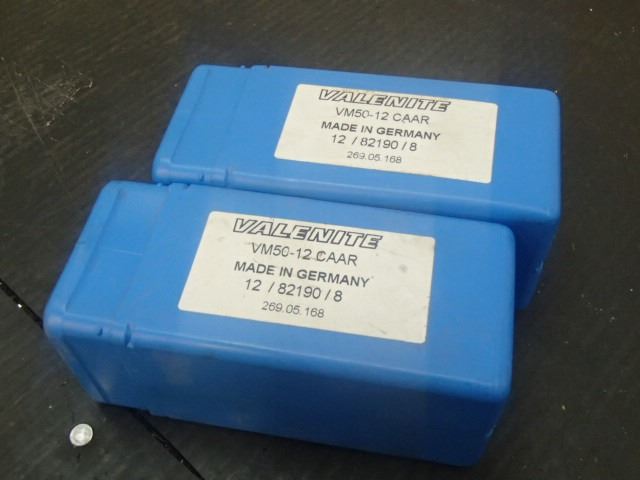 VALENITE
VM50-12 CAAR
MADE IN GERMANY
12 / 82190 / 8
269.05.168
VALENITE
VM50-12 CAAR
MADE IN GERMANY
12 / 82190 / 8
269.05.168